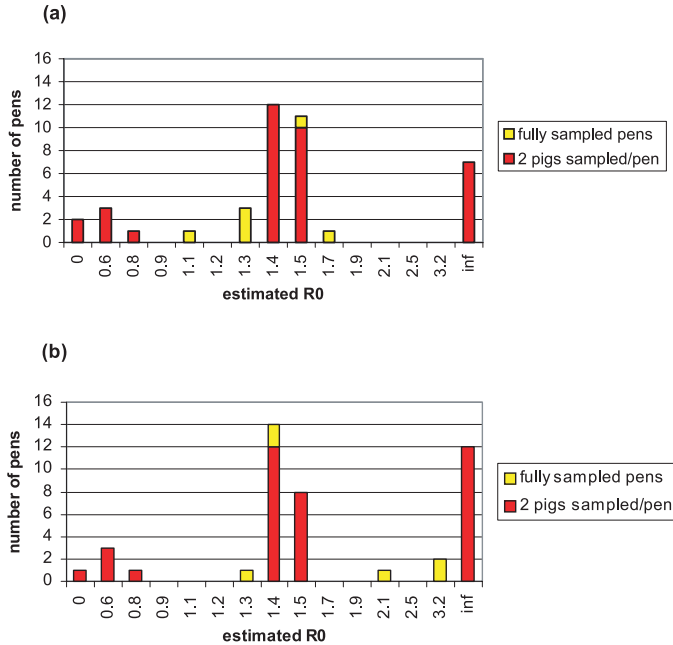 (a)
16
14
12
10
8
6
4
2
0
number of pens
0 0.6 0.8 0.9 1.1 1.2 1.3 1.4 1.5 1.7 1.9 2.1 2.5 3.2 inf
estimated R0
fully sampled pens
2 pigs sampled/pen
(b)
16
14
12
10
8
6
4
2
0
number of pens
0 0.6 0.8 0.9 1.1 1.2 1.3 1.4 1.5 1.7 1.9 2.1 2.5 3.2 inf
estimated R0
fully sampled pens
2 pigs sampled/pen